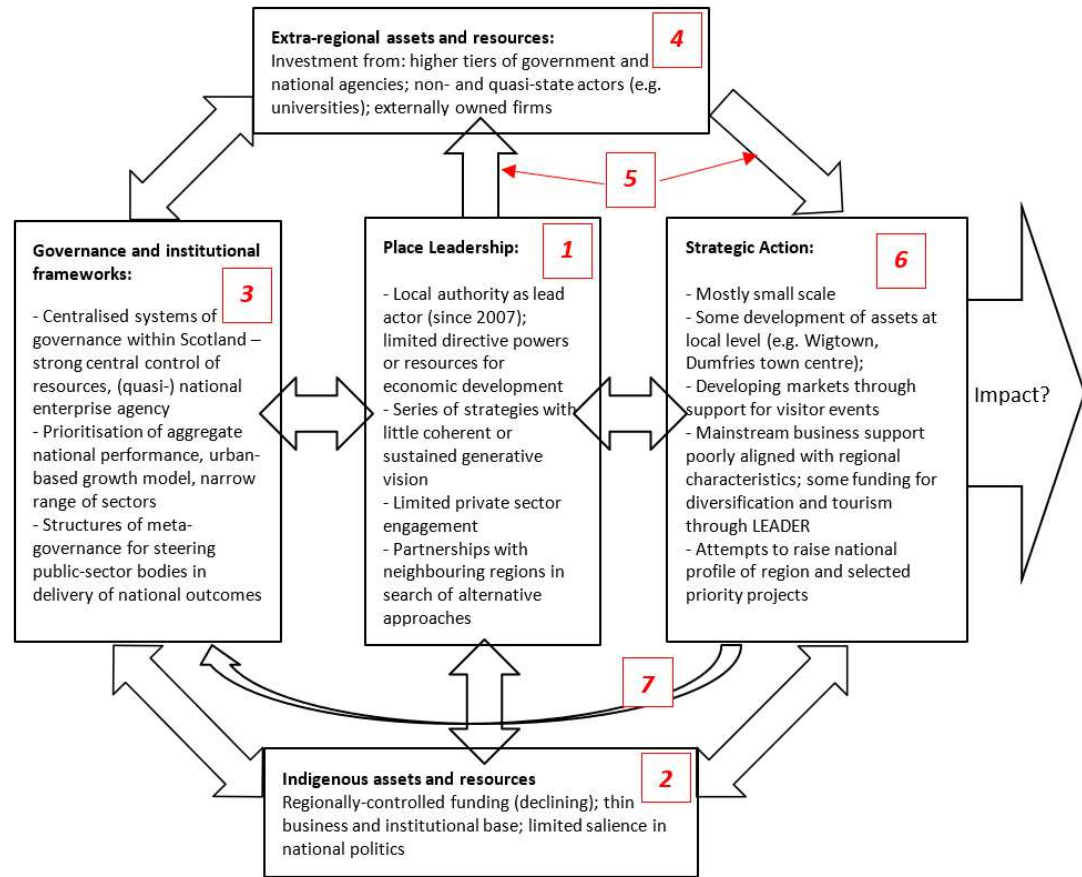 Extra-regional assets and resources:
4
Investment from: higher tiers of government and
national agencies; non- and quasi-state actors (e.g.
universities); externally owned firms
5
Governance and institutional
frameworks:
3
- Centralised systems of
governance within Scotland –
strong central control of
resources, (quasi-) national
enterprise agency
- Prioritisation of aggregate
national performance, urban-
based growth model, narrow
range of sectors
- Structures of meta-
governance for steering
public-sector bodies in
delivery of national outcomes
Place Leadership:
1
- Local authority as lead
actor (since 2007);
limited directive powers
or resources for
economic development
- Series of strategies with
little coherent or
sustained generative
vision
- Limited private sector
engagement
- Partnerships with
neighbouring regions in
search of alternative
approaches
Strategic Action:
6
- Mostly small scale
- Some development of assets at
local level (e.g. Wigtown,
Dumfries town centre);
- Developing markets through
support for visitor events
- Mainstream business support
poorly aligned with regional
characteristics; some funding for
diversification and tourism
through LEADER
- Attempts to raise national
profile of region and selected
priority projects
Impact?
7
Indigenous assets and resources
2
Regionally-controlled funding (declining); thin
business and institutional base; limited salience in
national politics